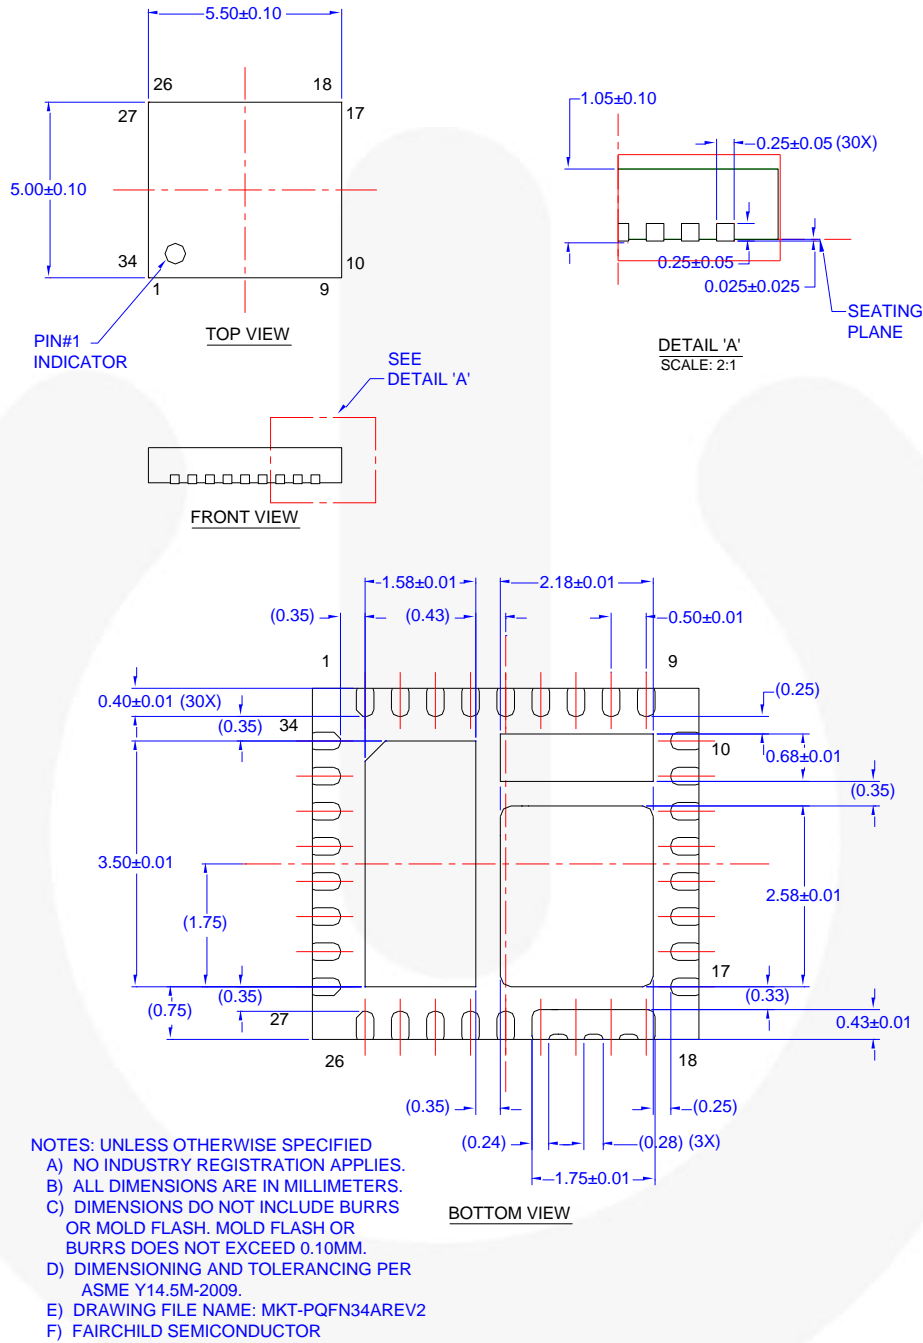 5.50±0.10
26
18
27
17
5.00±0.10
34
10
1
9
PIN#1
INDICATOR
TOP VIEW
1.05±0.10
0.25±0.05 (30X)
0.25±0.05
0.025±0.025
SEATING
PLANE
DETAIL 'A'
SCALE: 2:1
SEE
DETAIL 'A'
FRONT VIEW
1.58±0.01
2.18±0.01
(0.35)
(0.43)
0.50±0.01
1
9
0.40±0.01 (30X)
(0.25)
34
(0.35)
10
0.68±0.01
(0.35)
3.50±0.01
2.58±0.01
(1.75)
17
(0.35)
(0.33)
(0.75)
27
0.43±0.01
26
18
(0.35)
(0.25)
(0.24)
(0.28) (3X)
1.75±0.01
BOTTOM VIEW
NOTES: UNLESS OTHERWISE SPECIFIED
A) NO INDUSTRY REGISTRATION APPLIES.
B) ALL DIMENSIONS ARE IN MILLIMETERS.
C) DIMENSIONS DO NOT INCLUDE BURRS
OR MOLD FLASH. MOLD FLASH OR
BURRS DOES NOT EXCEED 0.10MM.
D) DIMENSIONING AND TOLERANCING PER
ASME Y14.5M-2009.
E) DRAWING FILE NAME: MKT-PQFN34AREV2
F) FAIRCHILD SEMICONDUCTOR